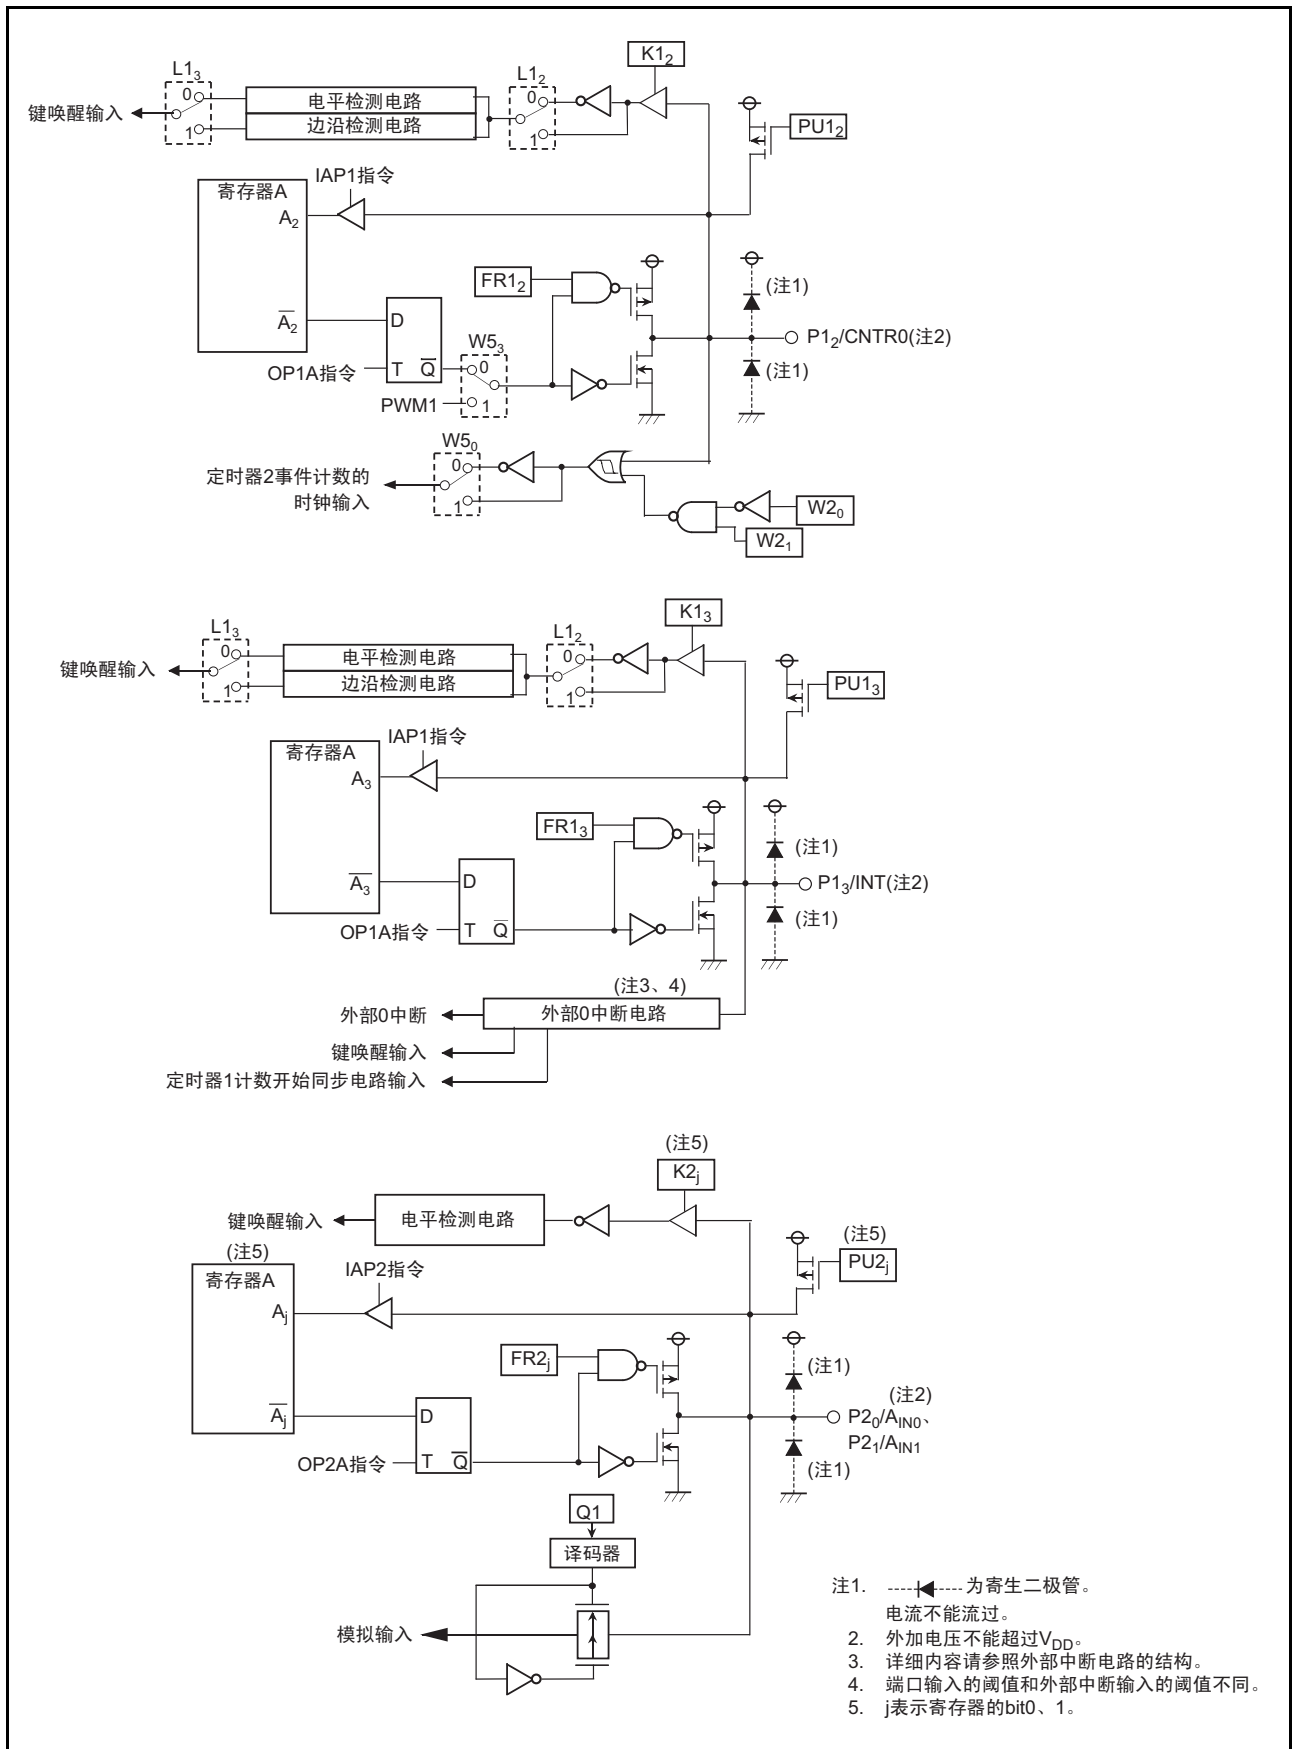 K1₂
L1₃
L1₂
0
电平检测电路
0
键唤醒输入
边沿检测电路
1
1
PU1₂
IAP1指令
寄存器A
A₂
FR1₂
(注1)
A̅₂
D
W5₃
P1₂/CNTR0(注2)
OP1A指令
T
Q̅
0
(注1)
PWM1
1
W5₀
0
定时器2事件计数的
时钟输入
1
W2₀
W2₁
K1₃
L1₃
L1₂
0
电平检测电路
0
键唤醒输入
边沿检测电路
1
1
PU1₃
IAP1指令
寄存器A
A₃
FR1₃
(注1)
A̅₃
D
P1₃/INT(注2)
OP1A指令
T
Q̅
(注1)
(注3、4)
外部0中断
外部0中断电路
键唤醒输入
定时器1计数开始同步电路输入
(注5)
K2ⱼ
键唤醒输入
电平检测电路
(注5)
(注5)
PU2ⱼ
IAP2指令
寄存器A
Aⱼ
FR2ⱼ
(注1)
(注2)
A̅ⱼ
D
P2₀/A_IN0、
P2₁/A_IN1
OP2A指令
T
Q̅
(注1)
Q1
译码器
模拟输入
注1. 为寄生二极管。
电流不能流过。
2. 外加电压不能超过V_DD。
3. 详细内容请参照外部中断电路的结构。
4. 端口输入的阈值和外部中断输入的阈值不同。
5. j表示寄存器的bit0、1。